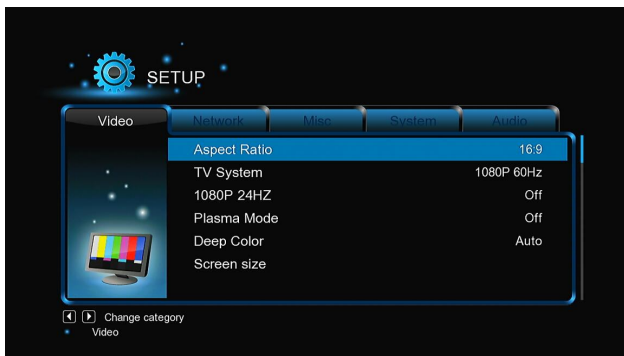 SETUP
Video Network Misc System Audio
Aspect Ratio 16:9
TV System 1080P 60Hz
1080P 24HZ Off
Plasma Mode Off
Deep Color Auto
Screen size
Change category
Video